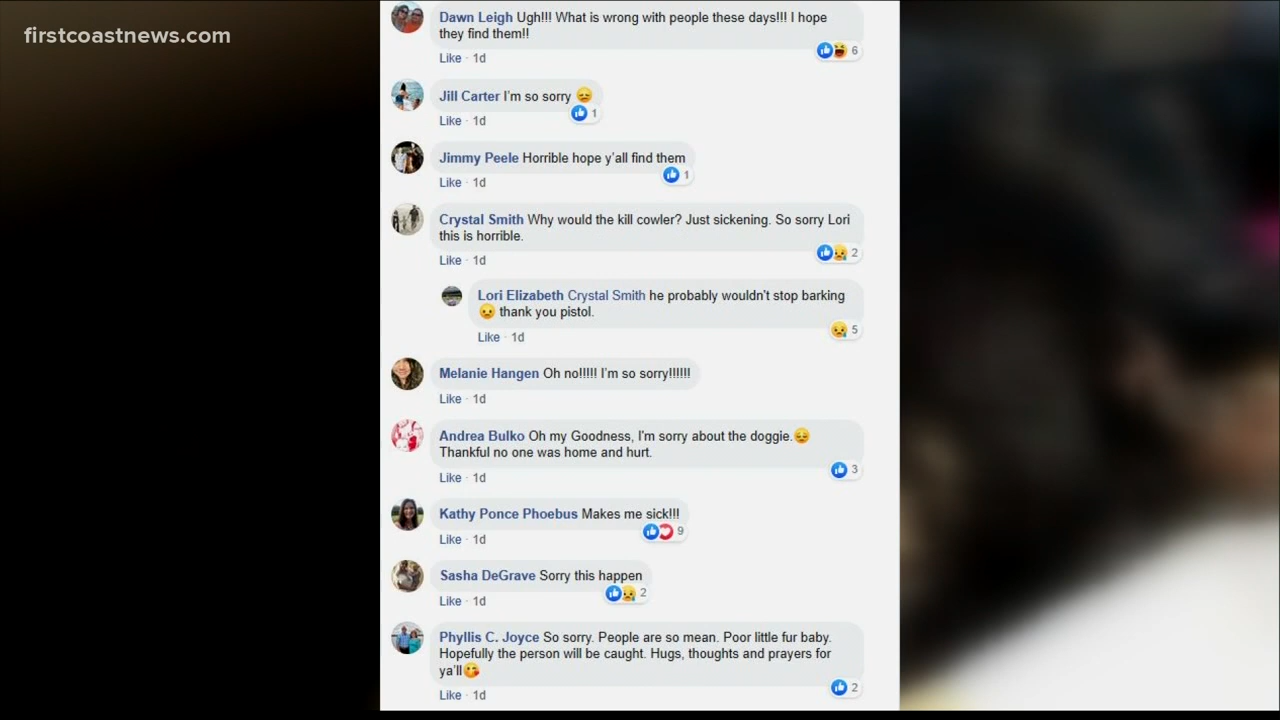 firstcoastnews.com
Dawn Leigh Ugh!!! What is wrong with people these days!!! I hope
they find them!!
6
Like · 1d
Jill Carter I'm so sorry 😞
1
Like · 1d
Jimmy Peele Horrible hope y'all find them
1
Like · 1d
Crystal Smith Why would the kill cowler? Just sickening. So sorry Lori
this is horrible.
2
Like · 1d
Lori Elizabeth Crystal Smith he probably wouldn't stop barking
😣 thank you pistol.
5
Like · 1d
Melanie Hangen Oh no!!!!! I'm so sorry!!!!!!
Like · 1d
Andrea Bulko Oh my Goodness, I'm sorry about the doggie.😔
Thankful no one was home and hurt.
3
Like · 1d
Kathy Ponce Phoebus Makes me sick!!!
9
Like · 1d
Sasha DeGrave Sorry this happen
2
Like · 1d
Phyllis C. Joyce So sorry. People are so mean. Poor little fur baby.
Hopefully the person will be caught. Hugs, thoughts and prayers for
ya'll😘
2
Like · 1d